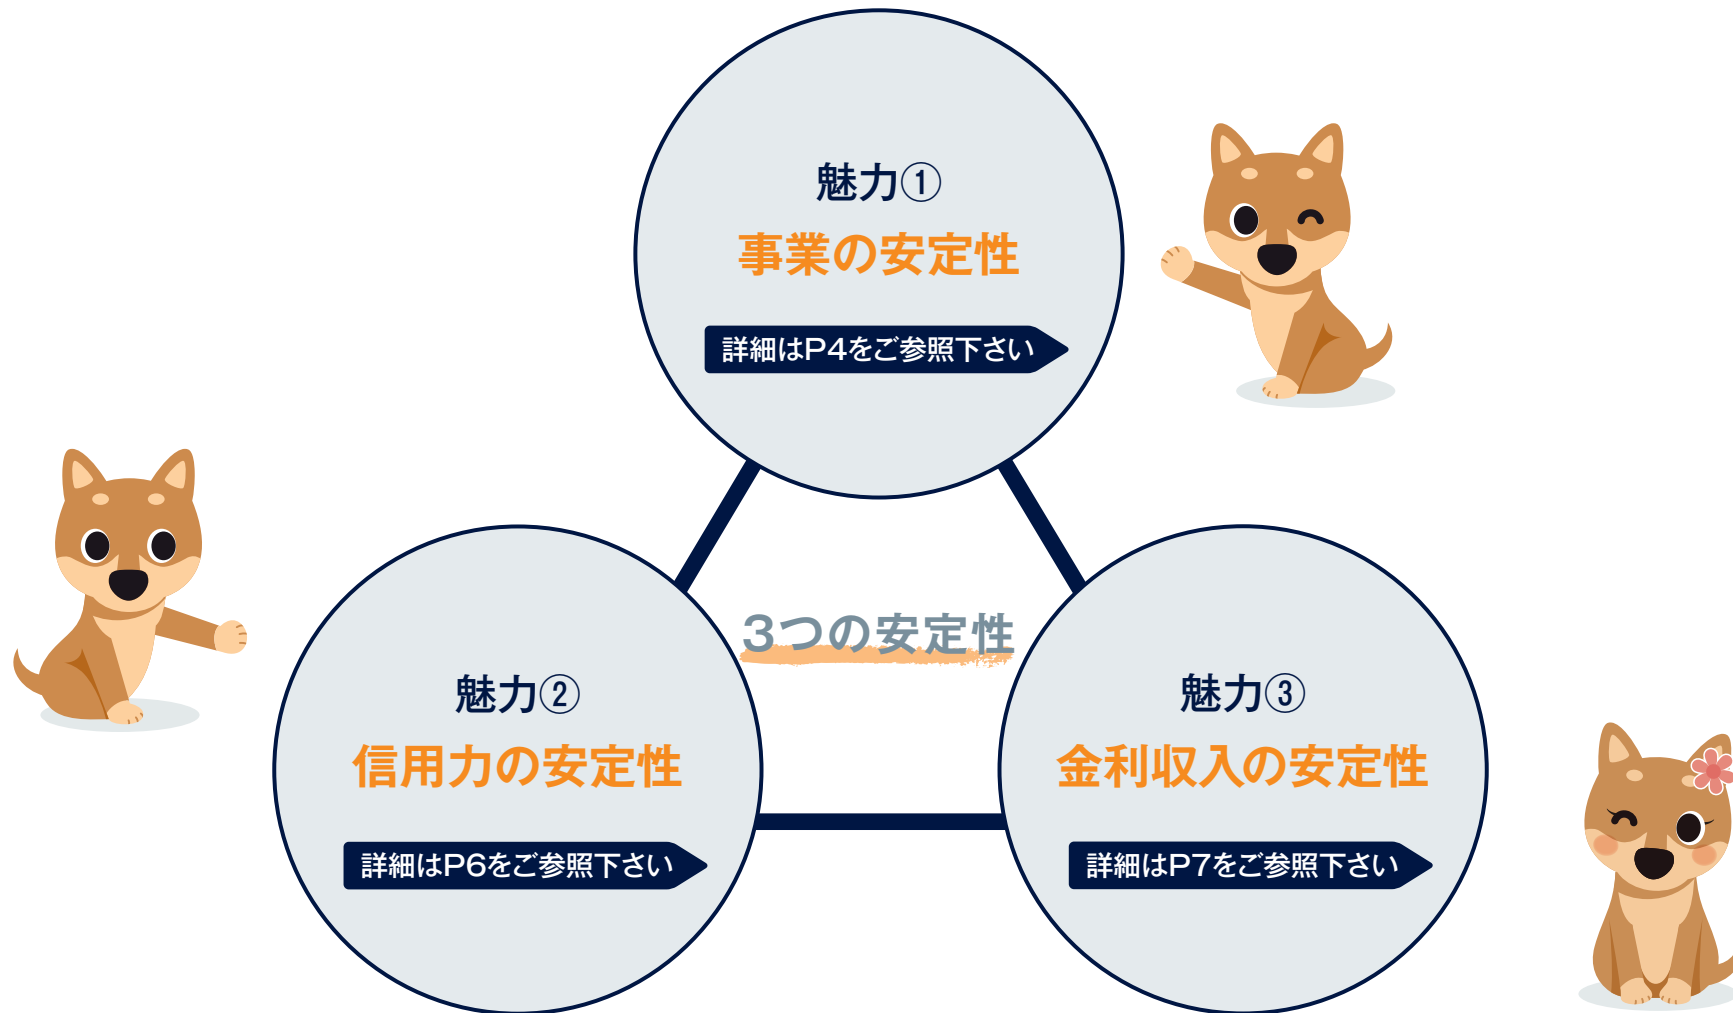 魅力①
事業の安定性
詳細はP4をご参照下さい
3つの安定性
魅力②
信用力の安定性
詳細はP6をご参照下さい
魅力③
金利収入の安定性
詳細はP7をご参照下さい